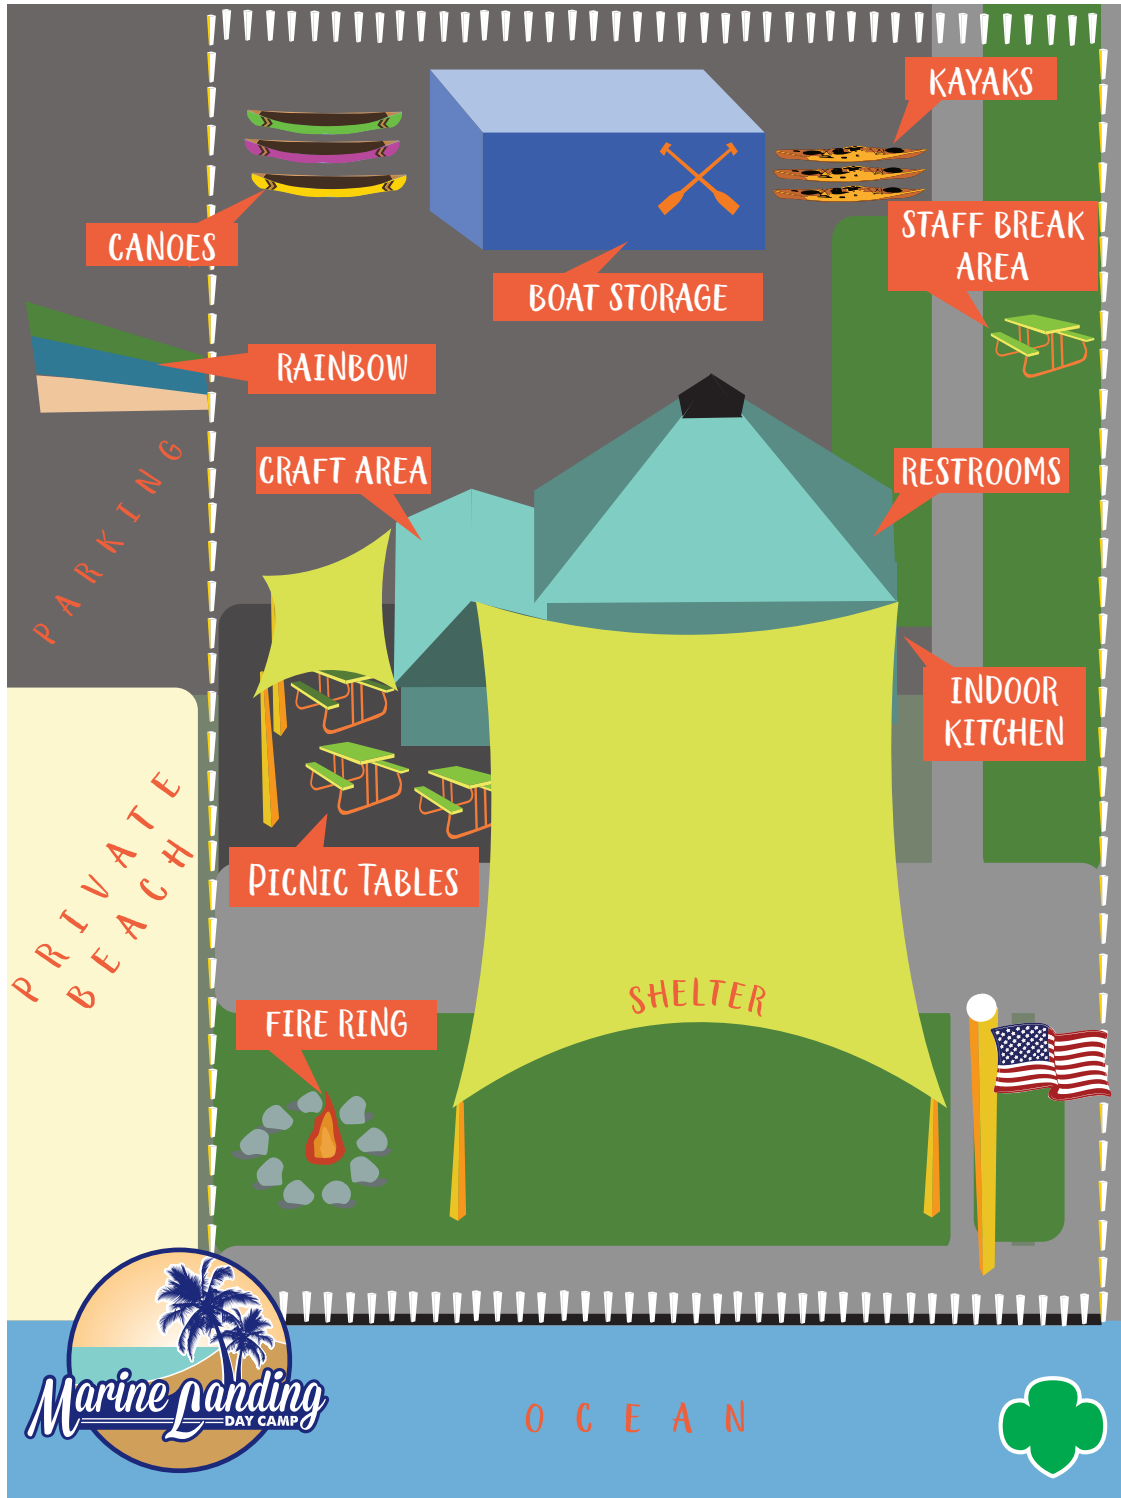 KAYAKS
STAFF BREAK
AREA
CANOES
BOAT STORAGE
RAINBOW
CRAFT AREA
RESTROOMS
PARKING
INDOOR
KITCHEN
PRIVATE
BEACH
PICNIC TABLES
SHELTER
FIRE RING
Marine Landing
DAY CAMP
OCEAN